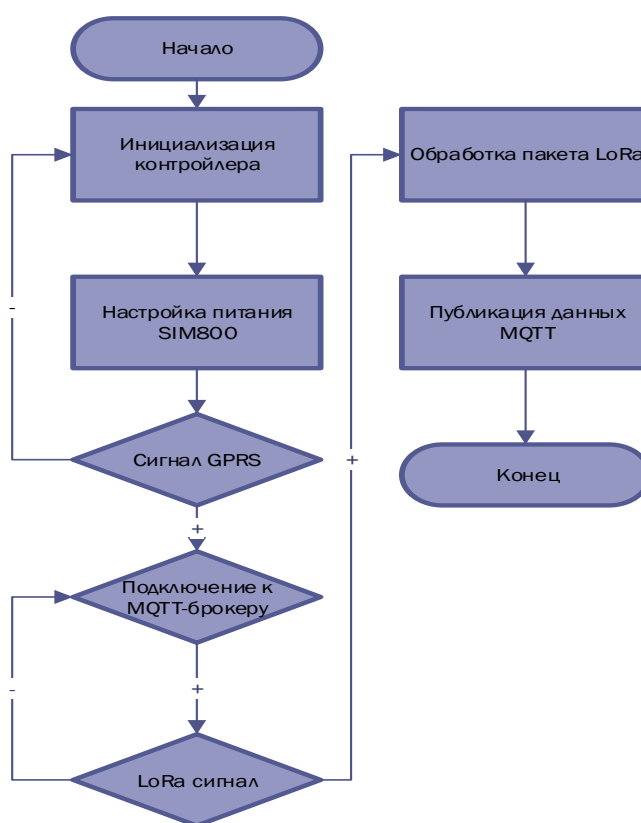 Начало
Инициализация
контройлера
Настройка питания
SIM800
-
Сигнал GPRS
+
Подключение к
MQTT-брокеру
-
+
LoRa сигнал
+
Обработка пакета LoRa
Публикация данных
MQTT
Конец